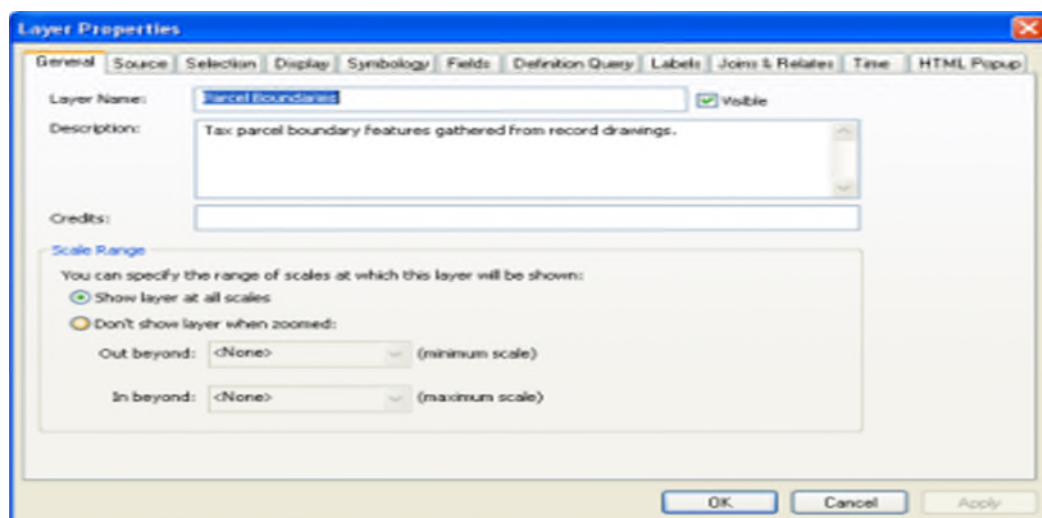 Layer Properties
General Source Selection Display Symbology Fields Definition Query Labels Joins & Relates Time HTML Popup
Layer Name: Parcel Boundaries Visible
Description: Tax parcel boundary features gathered from record drawings.
Credits:
Scale Range
You can specify the range of scales at which this layer will be shown:
Show layer at all scales
Don't show layer when zoomed:
Out beyond: <None> (minimum scale)
In beyond: <None> (maximum scale)
OK Cancel Apply